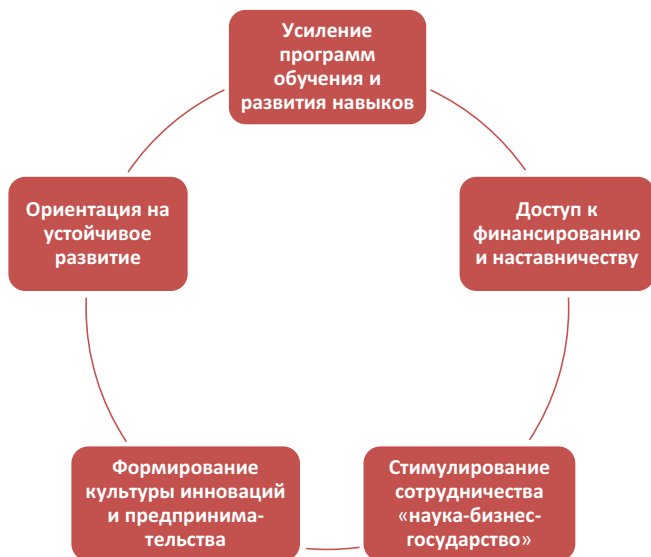 Усиление
программ
обучения и
развития навыков
Доступ к
финансированию
и наставничеству
Стимулирование
сотрудничества
«наука-бизнес-
государство»
Формирование
культуры инноваций
и предпринима-
тельства
Ориентация на
устойчивое
развитие